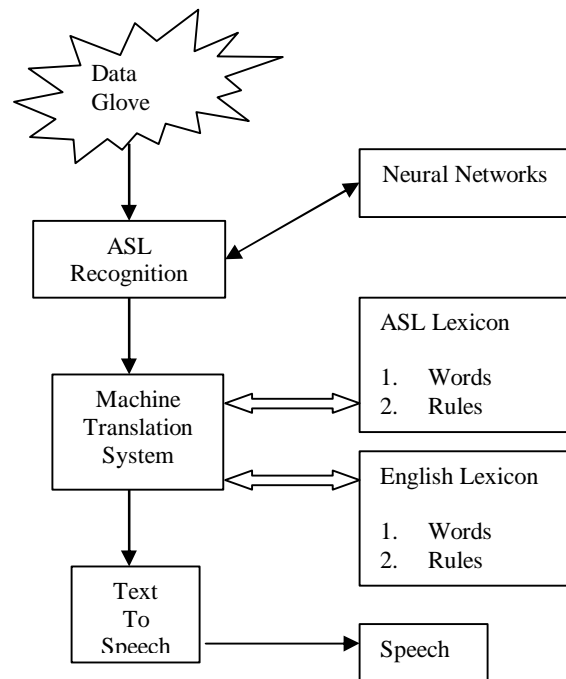 Data
Glove
Neural Networks
ASL
Recognition
ASL Lexicon
1. Words
2. Rules
Machine
Translation
System
English Lexicon
1. Words
2. Rules
Text
To
Speech
Speech